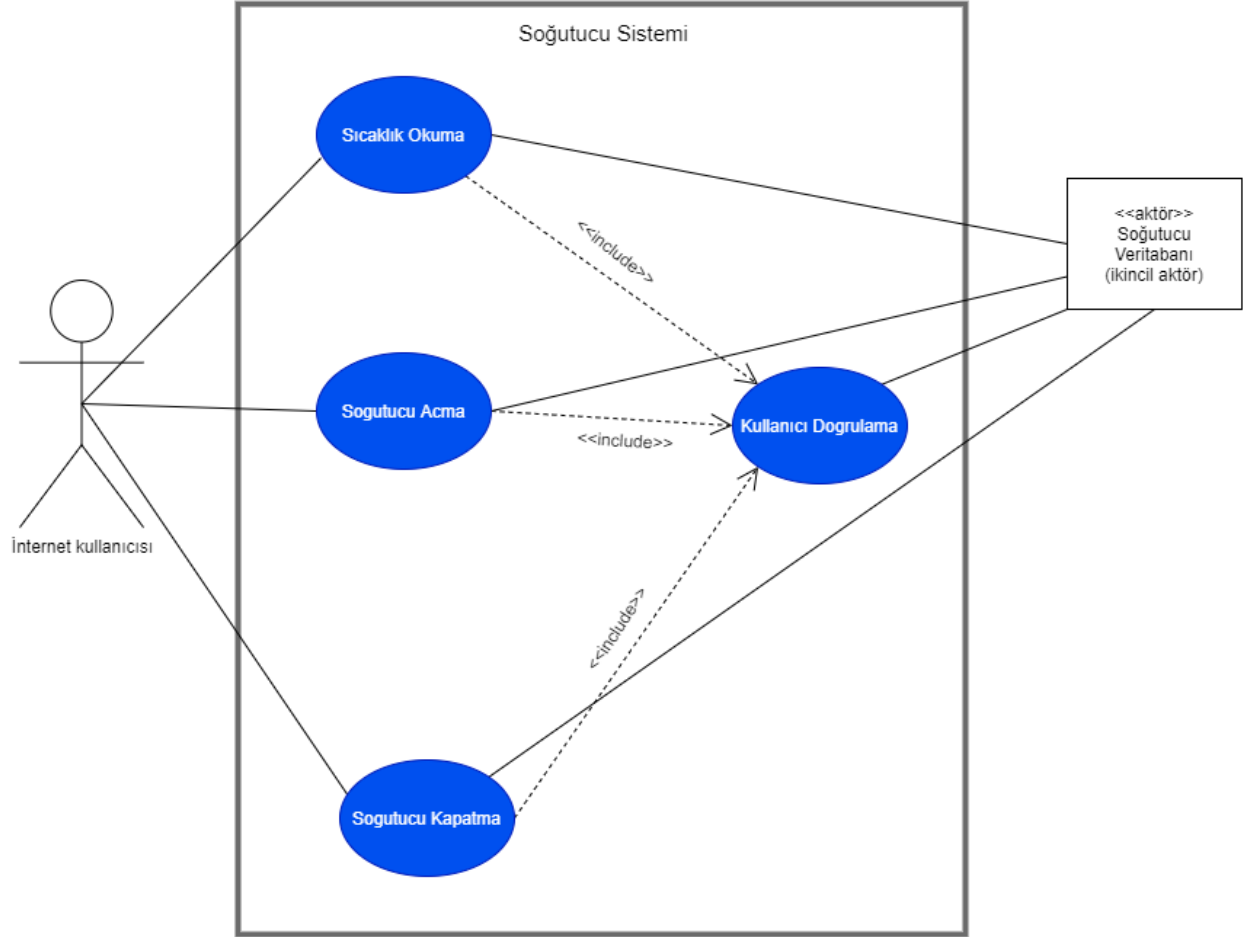 Soğutucu Sistemi
Sıcaklık Okuma
<<include>>
<<aktör>>
Soğutucu
Veritabanı
(ikincil aktör)
Sogutucu Acma
<<include>>
Kullanıcı Dogrulama
İnternet kullanıcısı
<<include>>
Sogutucu Kapatma